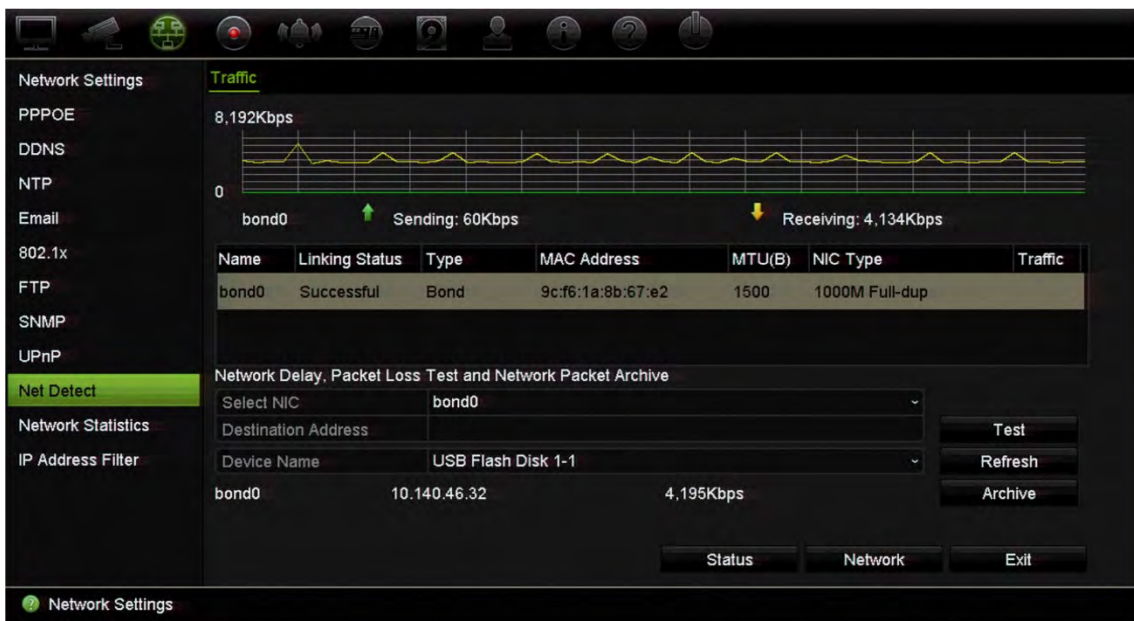 Network Settings
PPPOE
DDNS
NTP
Email
802.1x
FTP
SNMP
UPnP
Net Detect
Network Statistics
IP Address Filter
Traffic
8,192Kbps
0
bond0 Sending: 60Kbps Receiving: 4,134Kbps
Name Linking Status Type MAC Address MTU(B) NIC Type Traffic
bond0 Successful Bond 9c:f6:1a:8b:67:e2 1500 1000M Full-dup
Network Delay, Packet Loss Test and Network Packet Archive
Select NIC bond0
Destination Address Test
Device Name USB Flash Disk 1-1 Refresh
bond0 10.140.46.32 4,195Kbps Archive
Status Network Exit
Network Settings